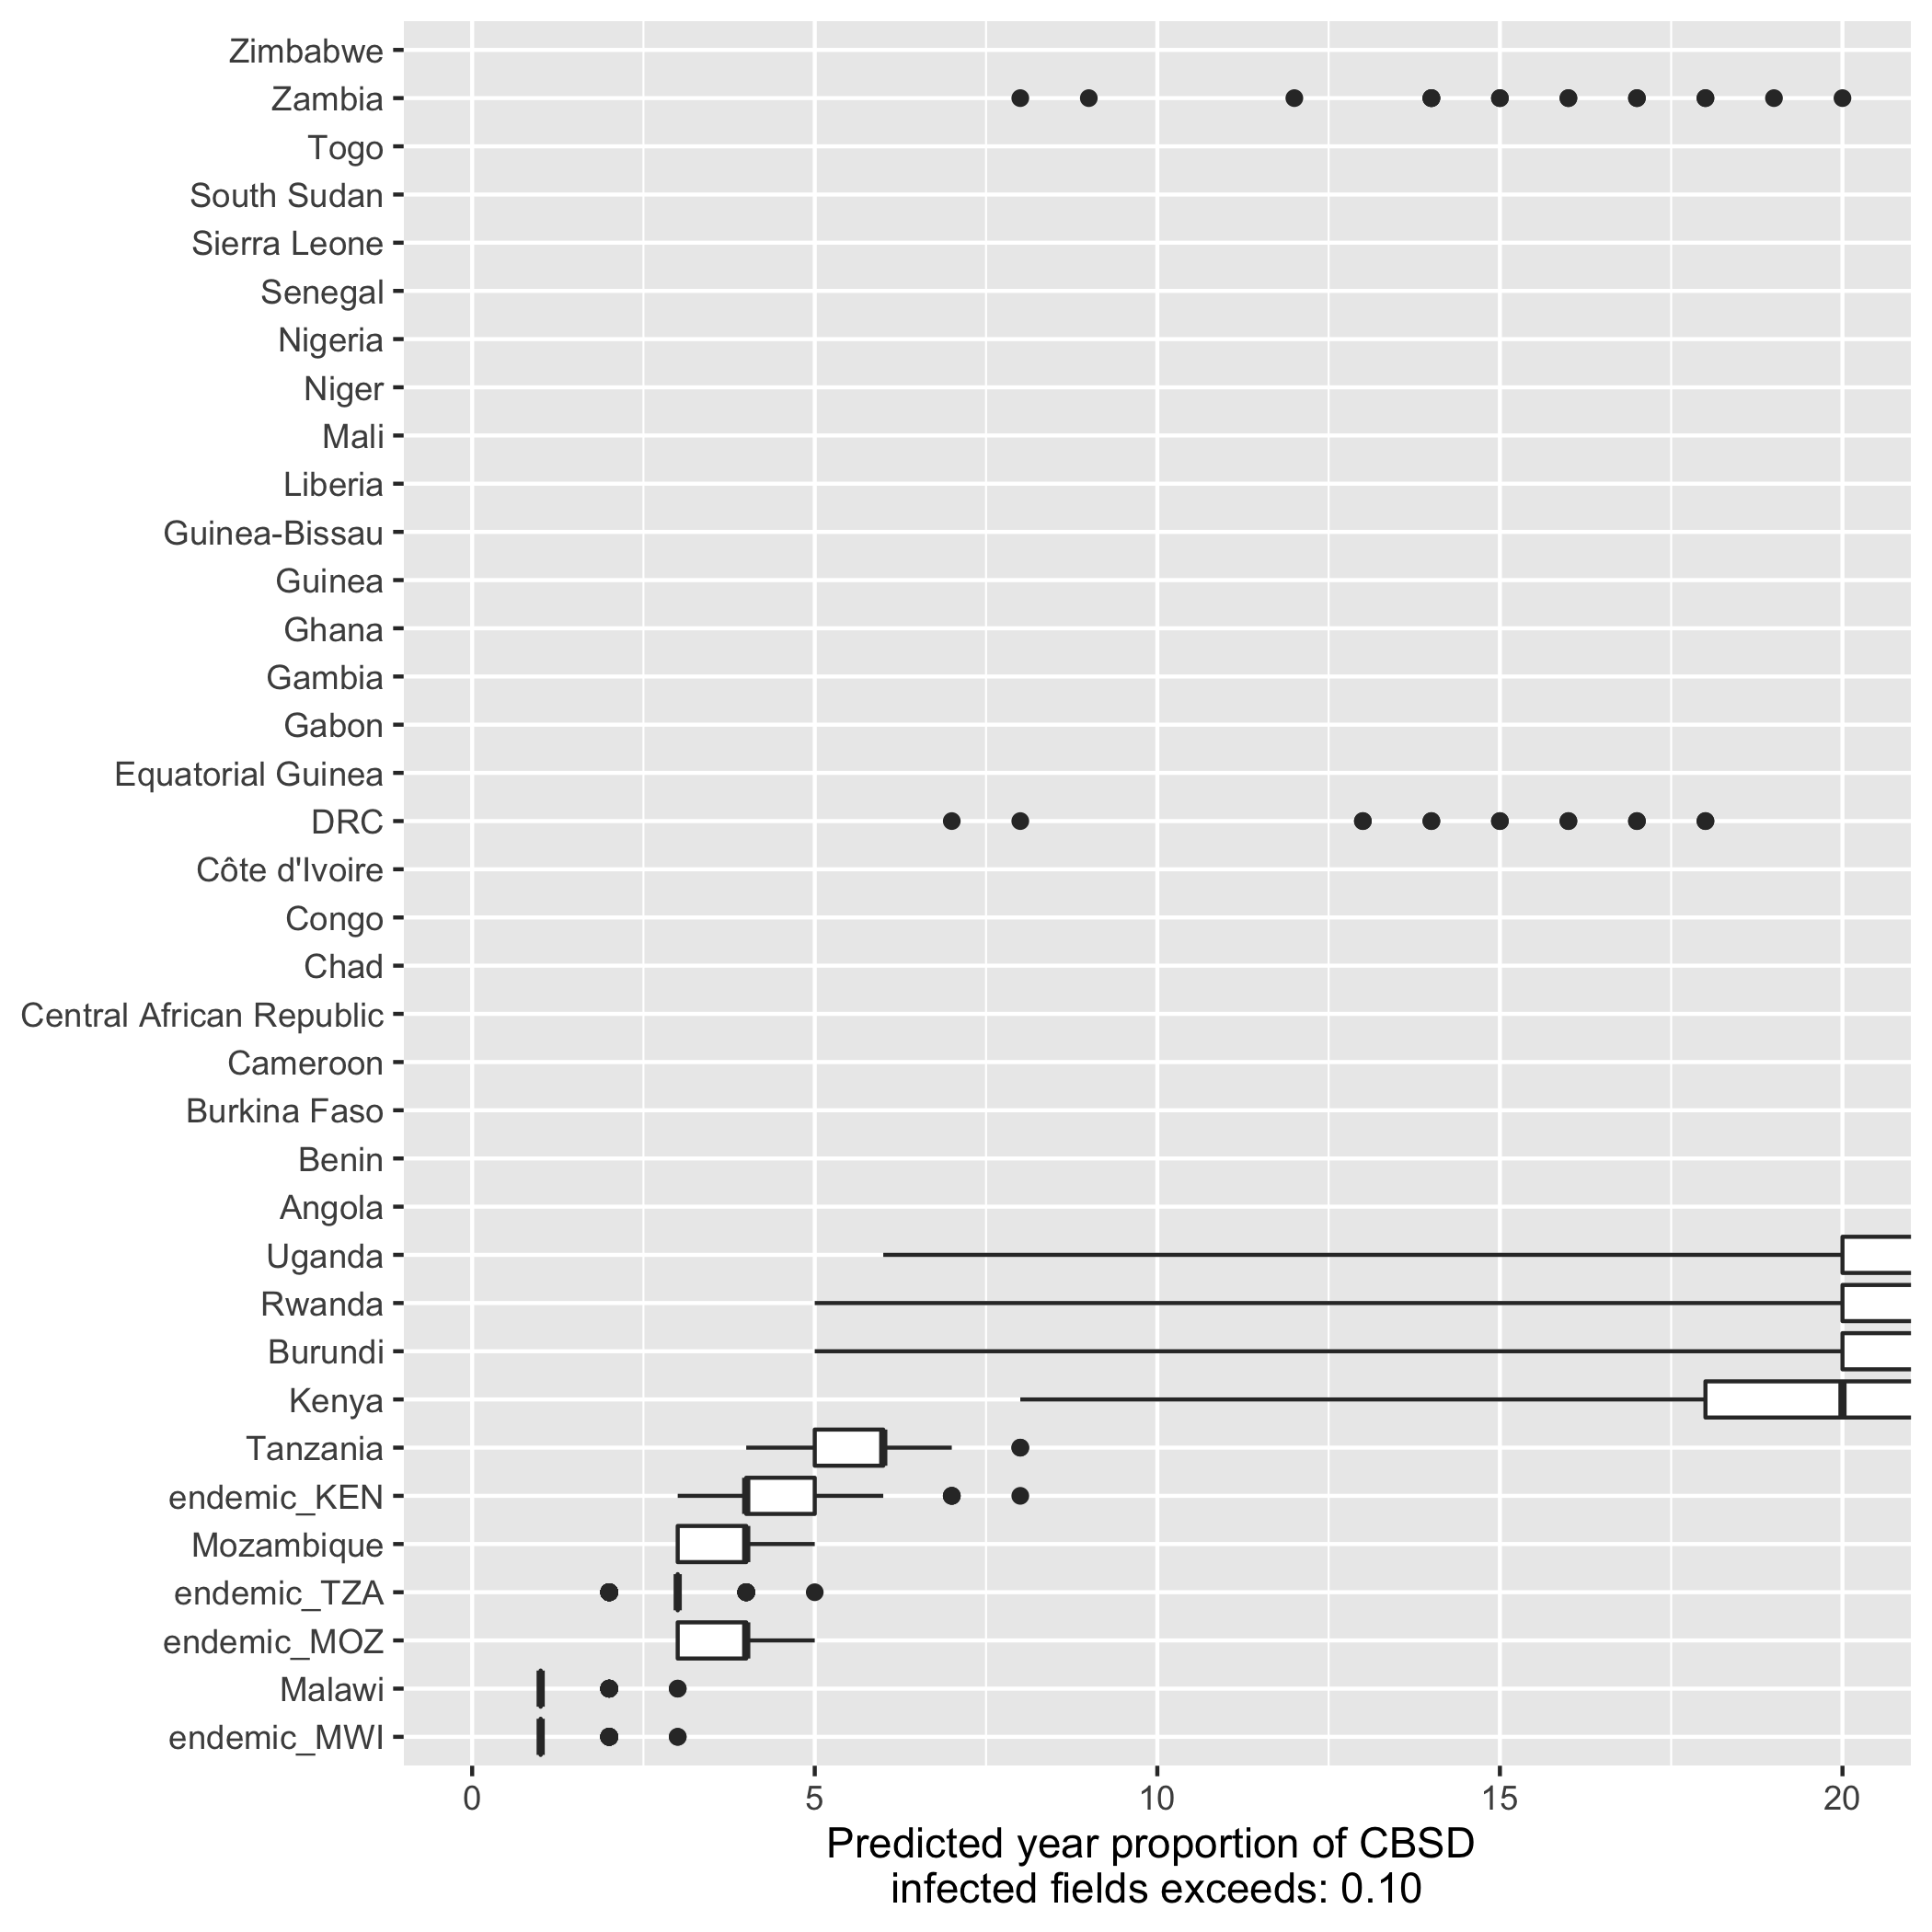 Zimbabwe
Zambia
Togo
South Sudan
Sierra Leone
Senegal
Nigeria
Niger
Mali
Liberia
Guinea-Bissau
Guinea
Ghana
Gambia
Gabon
Equatorial Guinea
DRC
Côte d'Ivoire
Congo
Chad
Central African Republic
Cameroon
Burkina Faso
Benin
Angola
Uganda
Rwanda
Burundi
Kenya
Tanzania
endemic_KEN
Mozambique
endemic_TZA
endemic_MOZ
Malawi
endemic_MWI
0 5 10 15 20
Predicted year proportion of CBSD
infected fields exceeds: 0.10